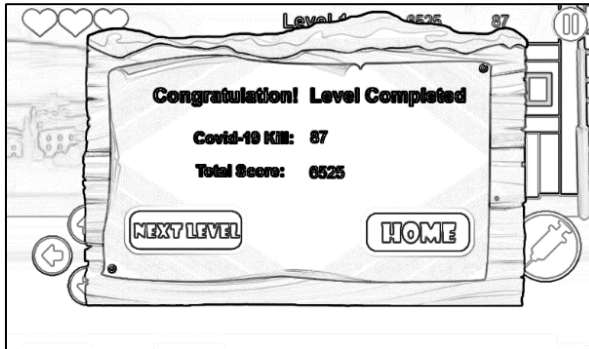 Level 1 6525 87
Congratulation! Level Completed
Covid-19 Kill: 87
Total Score: 6525
NEXT LEVEL HOME